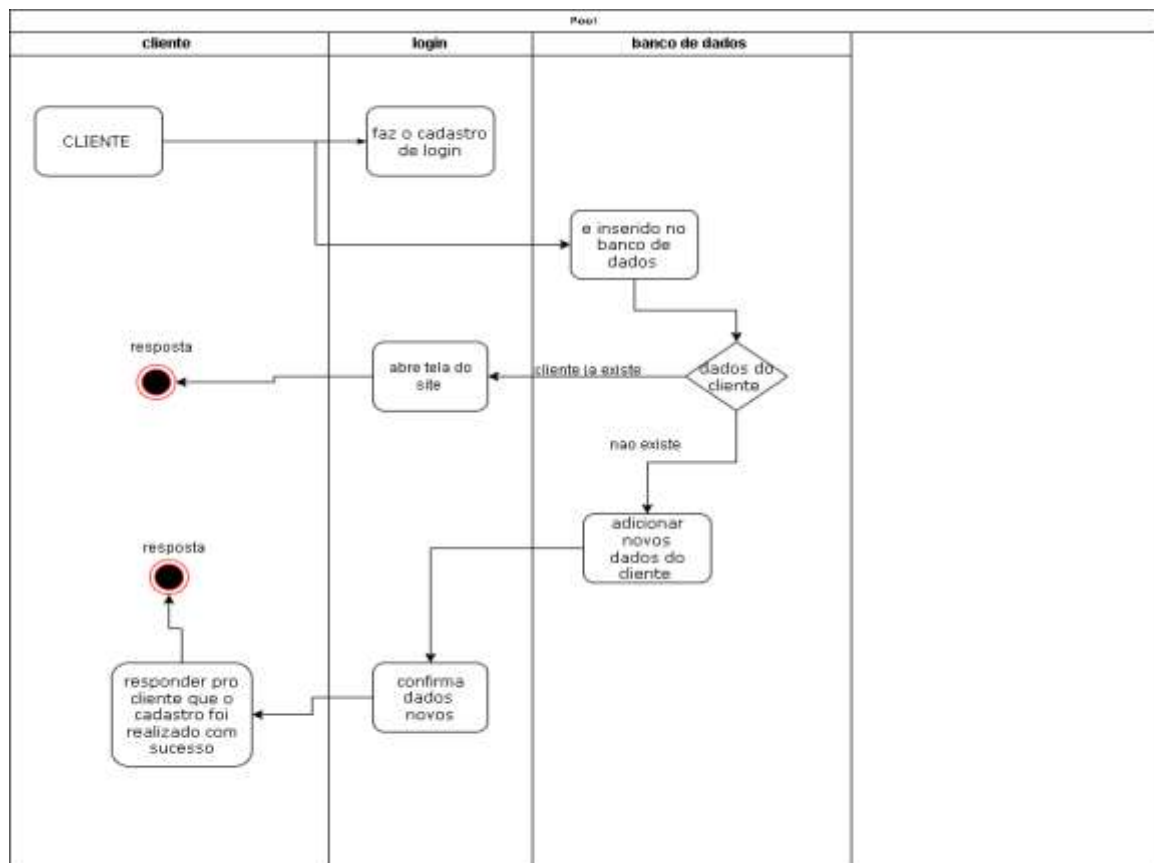 Pool
cliente
login
banco de dados
CLIENTE
faz o cadastro
de login
e inserido no
banco de
dados
resposta
abre tela do
site
cliente ja existe
dados do
cliente
nao existe
adicionar
novos
dados do
cliente
resposta
responder pro
cliente que o
cadastro foi
realizado com
sucesso
confirma
dados
novos